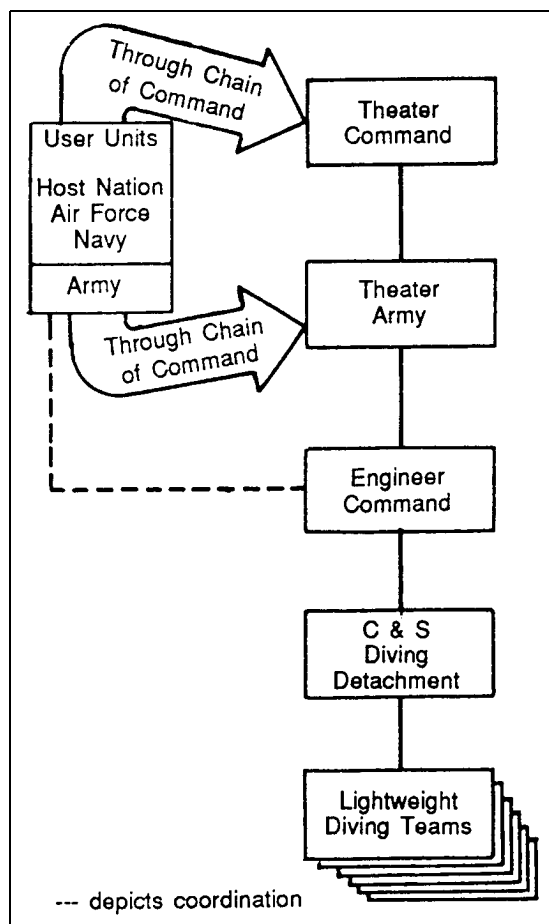 Through Chain
of Command
Theater
Command
User Units
Host Nation
Air Force
Navy
Army
Theater
Army
Through Chain
of Command
Engineer
Command
C & S
Diving
Detachment
Lightweight
Diving Teams
--- depicts coordination